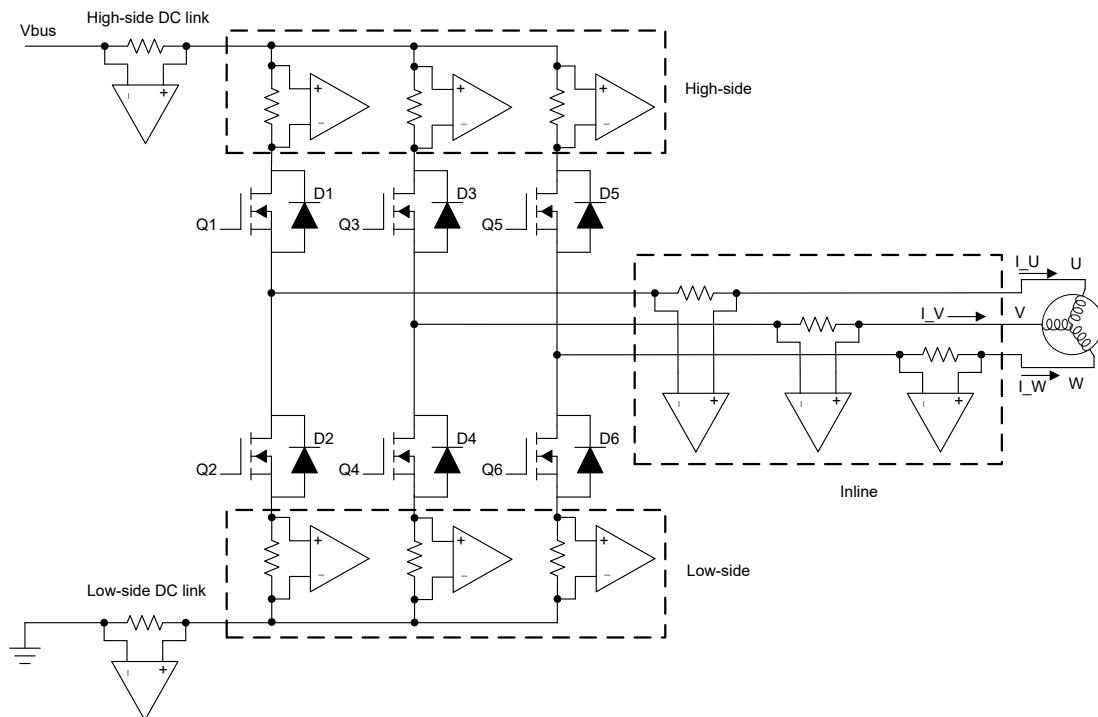 High-side DC link
Vbus
- +
+ + +
- - -
High-side
D1 D3 D5
Q1 Q3 Q5
I_U U
I_V V
I_W W
- + - + - +
D2 D4 D6
Q2 Q4 Q6
Inline
+ + +
- - -
Low-side
Low-side DC link
- +